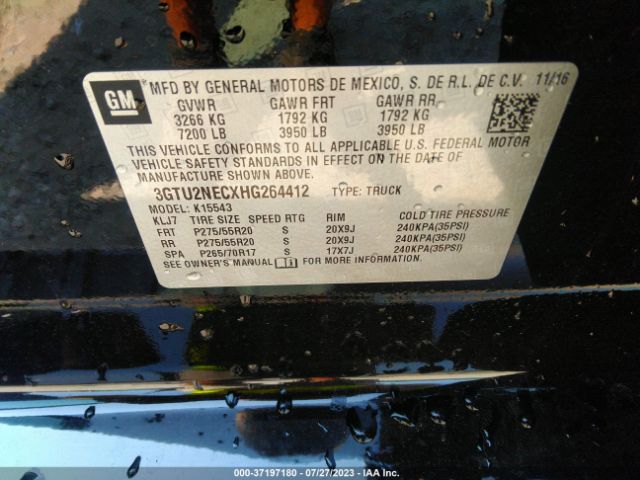 GM
MFD BY GENERAL MOTORS DE MEXICO, S. DE R.L. DE C.V. 11/16
GVWR GAWR FRT GAWR RR
3266 KG 1792 KG 1792 KG
7200 LB 3950 LB 3950 LB
THIS VEHICLE CONFORMS TO ALL APPLICABLE U.S. FEDERAL MOTOR
VEHICLE SAFETY STANDARDS IN EFFECT ON THE DATE OF
MANUFACTURE SHOWN ABOVE.
3GTU2NECXHG264412 TYPE: TRUCK
MODEL: K15543
KLJ7 TIRE SIZE SPEED RTG RIM COLD TIRE PRESSURE
FRT P275/55R20 S 20X9J 240KPA(35PSI)
RR P275/55R20 S 20X9J 240KPA(35PSI)
SPA P265/70R17 S 17X7J 240KPA(35PSI)
SEE OWNER'S MANUAL FOR MORE INFORMATION.
000-37197180 - 07/27/2023 - IAA Inc.